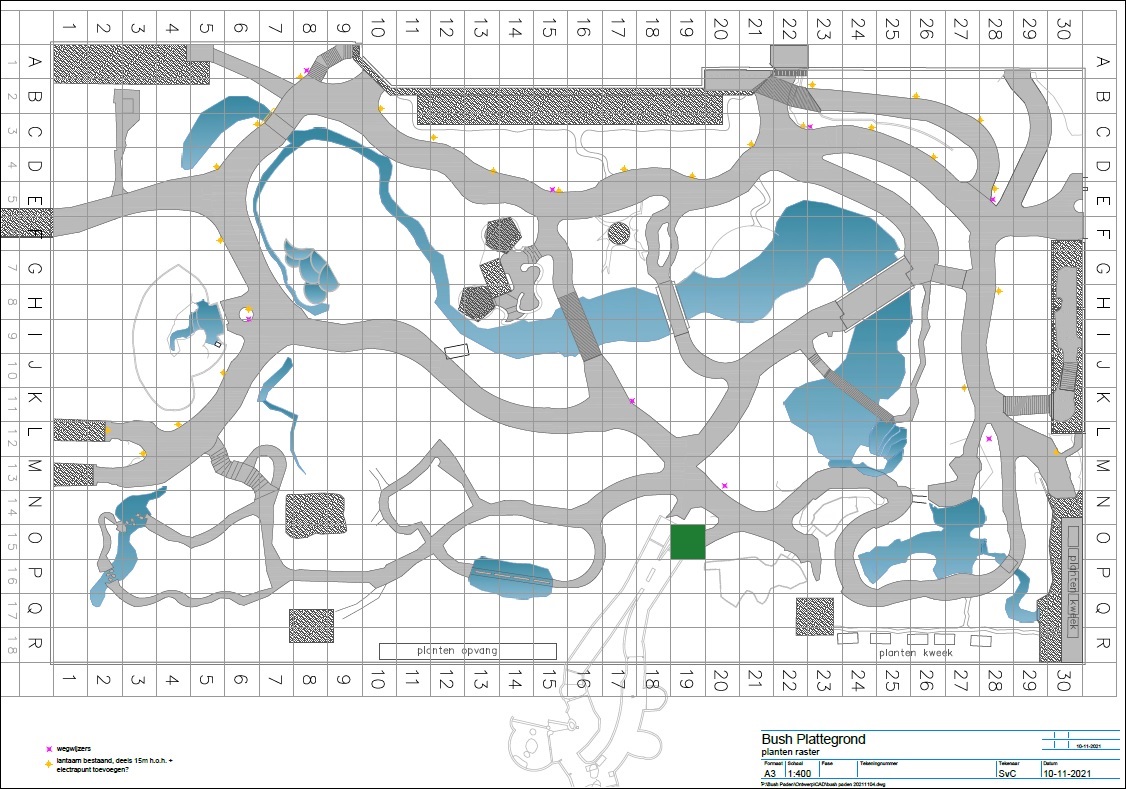 1 2 3 4 5 6 7 8 9 10 11 12 13 14 15 16 17 18 19 20 21 22 23 24 25 26 27 28 29 30
1 A A
2 B B
3 C C
4 D D
5 E E
F F
7 G G
8 H H
9 I I
10 J J
11 K K
12 L L
13 M M
14 N N
15 O O
16 P P
17 Q Q
18 R R
planten kweek
planten opvang
planten kweek
1 2 3 4 5 6 7 8 9 10 11 12 13 14 15 16 17 18 19 20 21 22 23 24 25 26 27 28 29 30
wegwijzers
lantaarn bestaand, deels 15m h.o.h. +
electrapunt toevoegen?
Bush Plattegrond
planten raster
10-11-2021
Formaat School Fase Tekeningnummer Tekenaar Datum
A3 1:400 SvC 10-11-2021
P:\Bush Paden\Ontwerp\CAD\bush paden 20211104.dwg